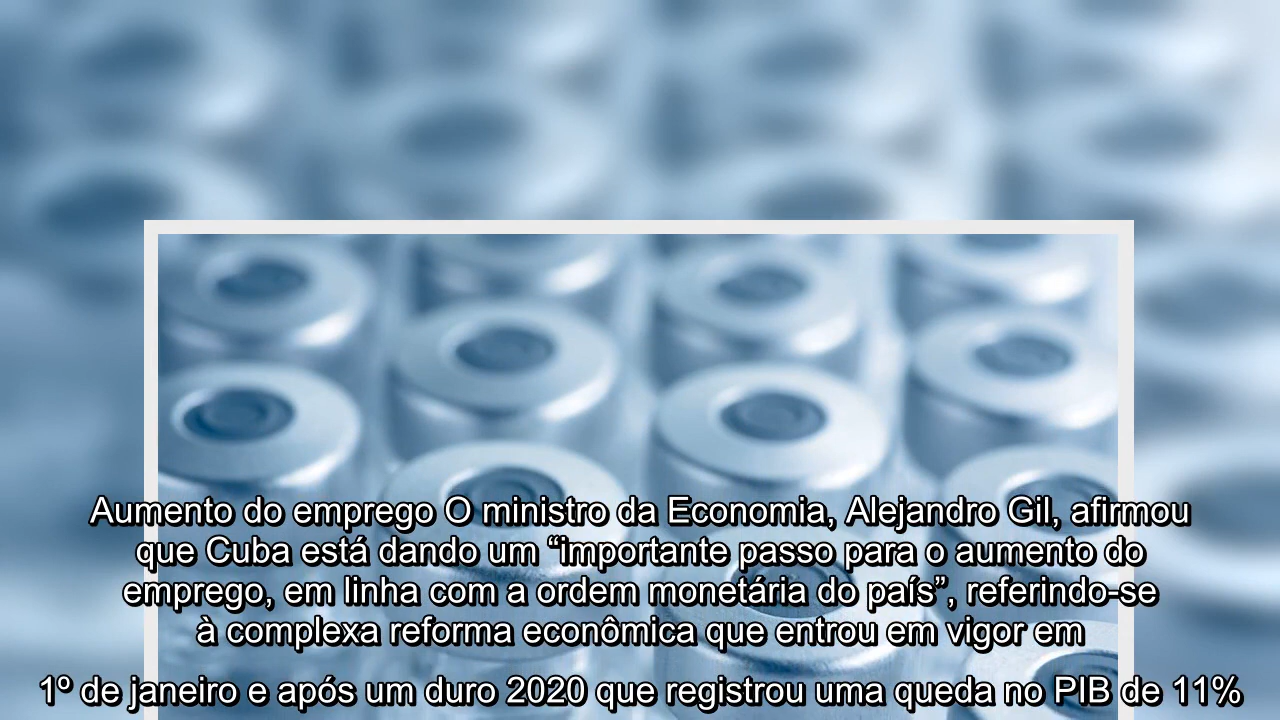 Aumento do emprego O ministro da Economia, Alejandro Gil, afirmou
que Cuba está dando um “importante passo para o aumento do
emprego, em linha com a ordem monetária do país”, referindo-se
à complexa reforma econômica que entrou em vigor em
1º de janeiro e após um duro 2020 que registrou uma queda no PIB de 11%